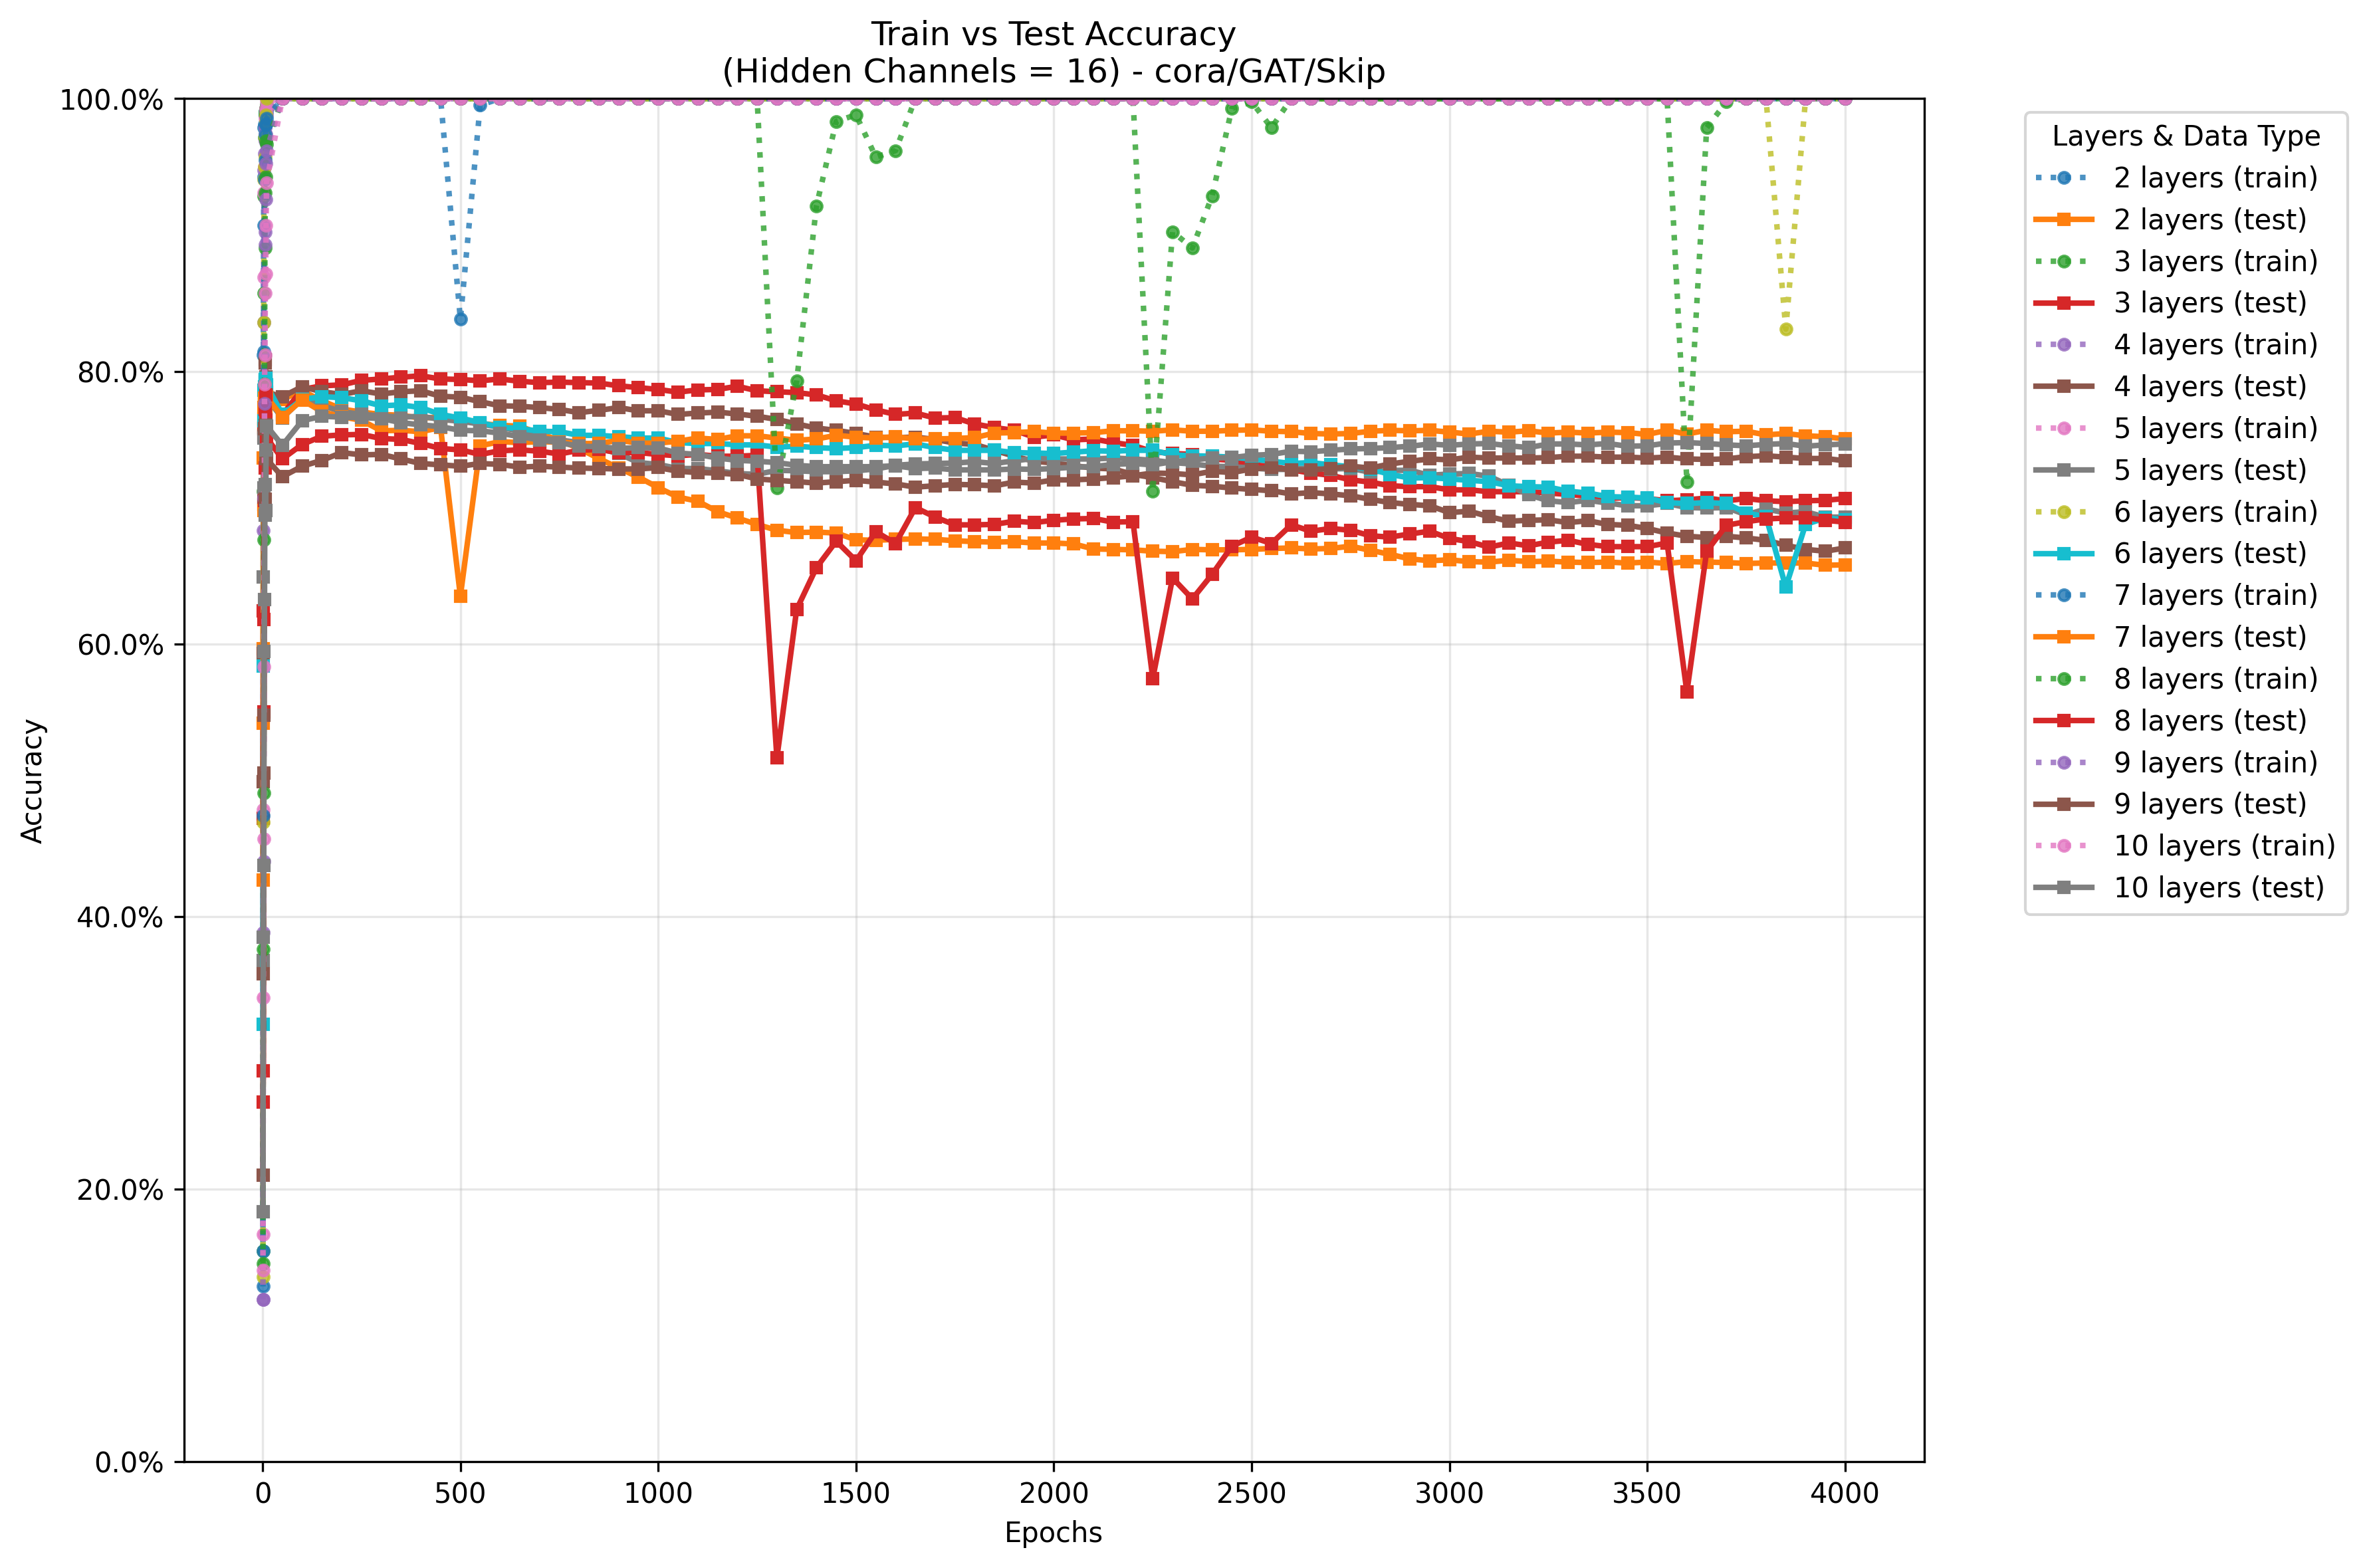 Train vs Test Accuracy
(Hidden Channels = 16) - cora/GAT/Skip
100.0%
80.0%
60.0%
40.0%
20.0%
0.0%
Accuracy
0
500
1000
1500
2000
2500
3000
3500
4000
Epochs
Layers & Data Type
2 layers (train)
2 layers (test)
3 layers (train)
3 layers (test)
4 layers (train)
4 layers (test)
5 layers (train)
5 layers (test)
6 layers (train)
6 layers (test)
7 layers (train)
7 layers (test)
8 layers (train)
8 layers (test)
9 layers (train)
9 layers (test)
10 layers (train)
10 layers (test)